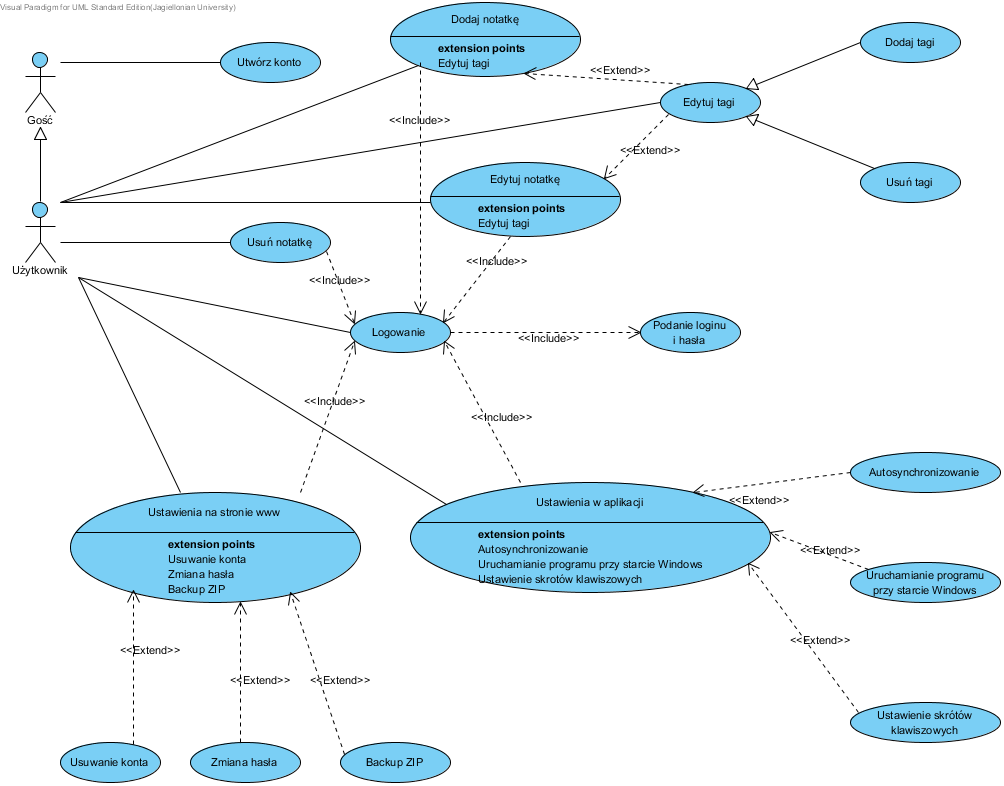 Visual Paradigm for UML Standard Edition(Jagiellonian University)
Dodaj notatkę
extension points
Edytuj tagi
Dodaj tagi
Utwórz konto
<<Extend>>
Edytuj tagi
Gość
<<Include>>
<<Extend>>
Edytuj notatkę
extension points
Edytuj tagi
Usuń tagi
Usuń notatkę
Użytkownik
<<Include>>
<<Include>>
Logowanie
<<Include>>
Podanie loginu
i hasła
<<Include>>
<<Include>>
Autosynchronizowanie
<<Extend>>
Ustawienia na stronie www
extension points
Usuwanie konta
Zmiana hasła
Backup ZIP
Ustawienia w aplikacji
extension points
Autosynchronizowanie
Uruchamianie programu przy starcie Windows
Ustawienie skrotów klawiszowych
<<Extend>>
Uruchamianie programu
przy starcie Windows
<<Extend>>
<<Extend>>
<<Extend>>
<<Extend>>
Ustawienie skrótów
klawiszowych
Usuwanie konta
Zmiana hasła
Backup ZIP